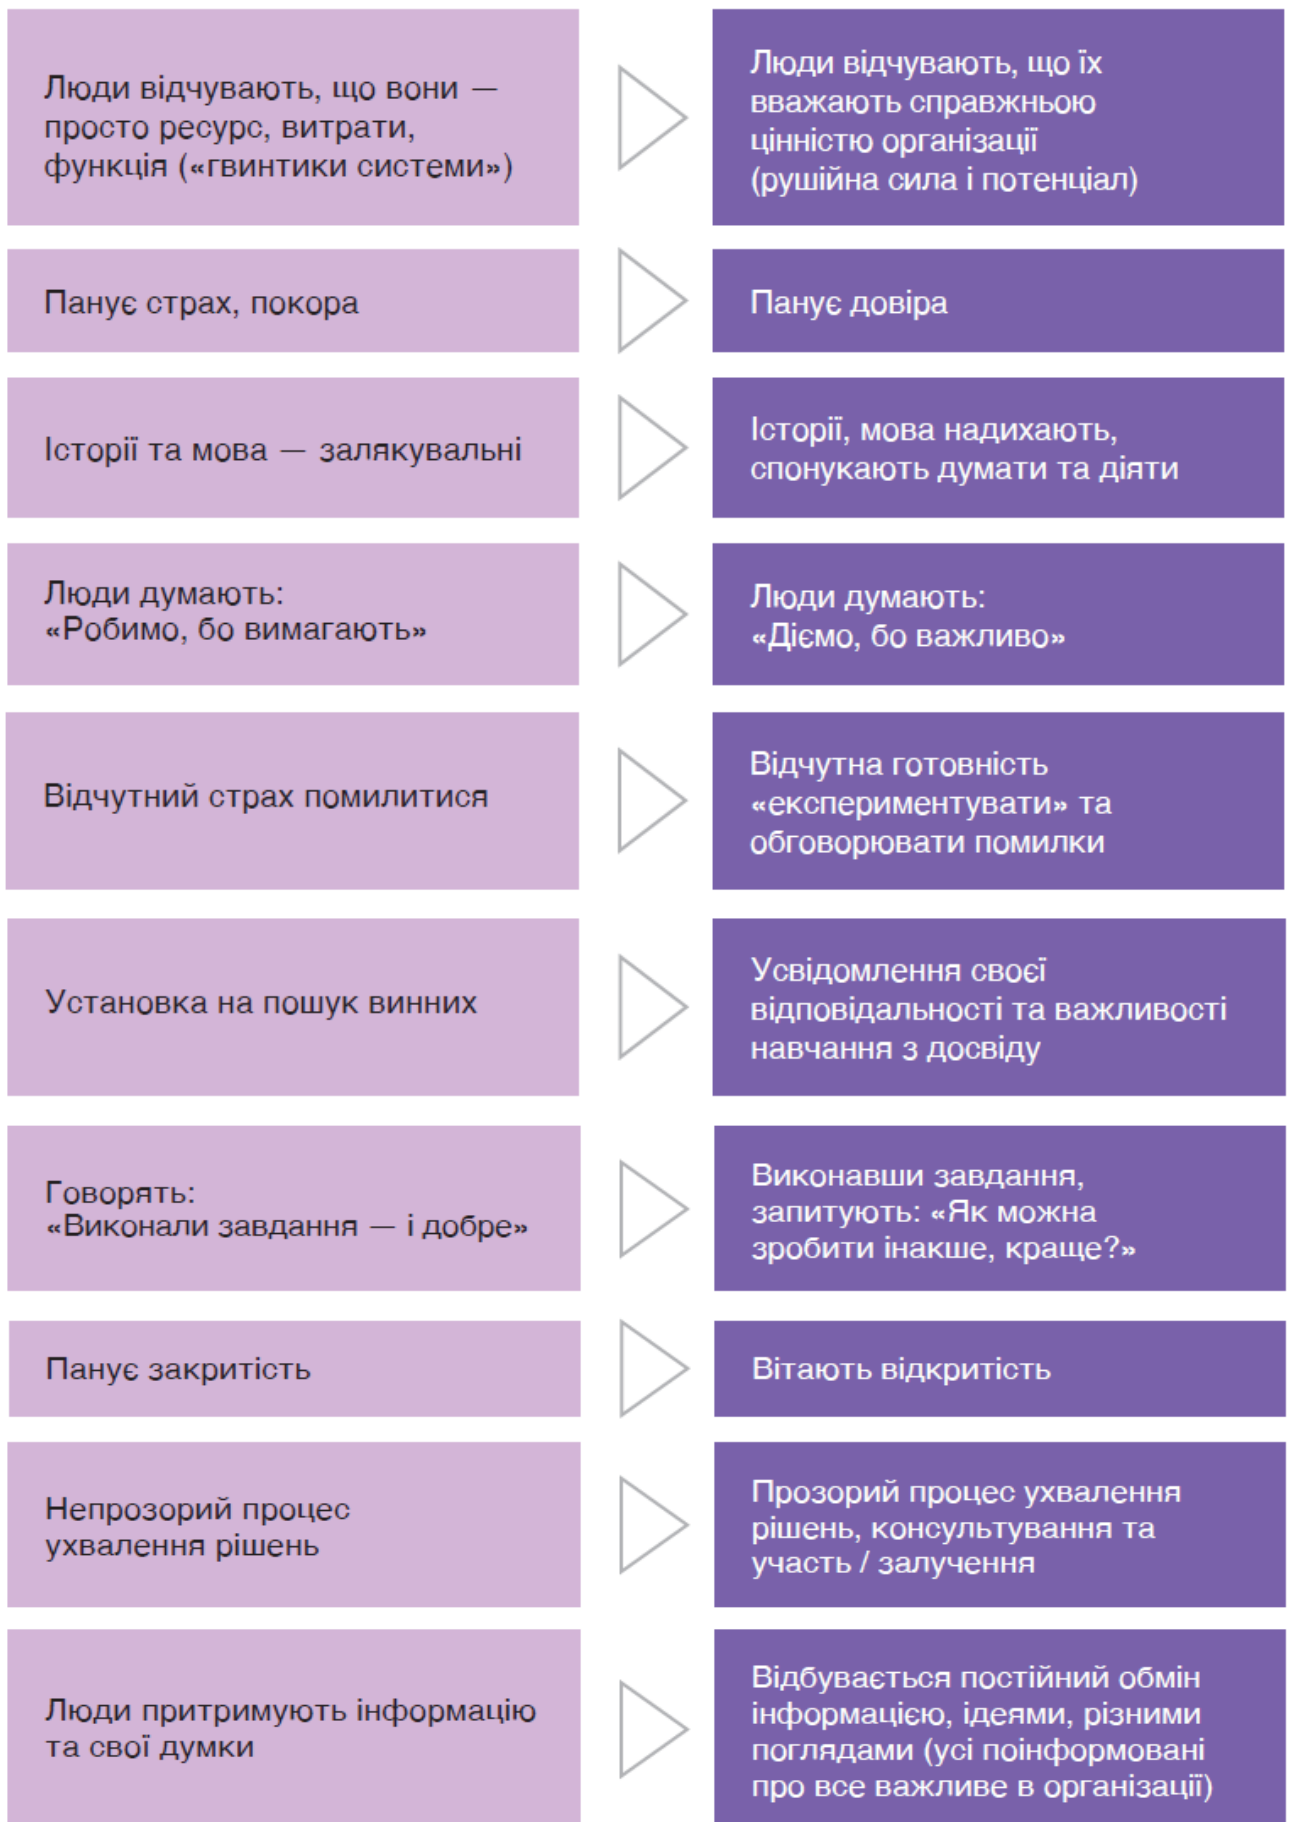 Люди відчувають, що вони —
просто ресурс, витрати,
функція («гвинтики системи»)
Люди відчувають, що їх
вважають справжньою
цінністю організації
(рушійна сила і потенціал)
Панує страх, покора
Панує довіра
Історії та мова — залякувальні
Історії, мова надихають,
спонукають думати та діяти
Люди думають:
«Робимо, бо вимагають»
Люди думають:
«Діємо, бо важливо»
Відчутний страх помилитися
Відчутна готовність
«експериментувати» та
обговорювати помилки
Установка на пошук винних
Усвідомлення своєї
відповідальності та важливості
навчання з досвіду
Говорять:
«Виконали завдання — і добре»
Виконавши завдання,
запитують: «Як можна
зробити інакше, краще?»
Панує закритість
Вітають відкритість
Непрозорий процес
ухвалення рішень
Прозорий процес ухвалення
рішень, консультування та
участь / залучення
Люди притримують інформацію
та свої думки
Відбувається постійний обмін
інформацією, ідеями, різними
поглядами (усі поінформовані
про все важливе в організації)